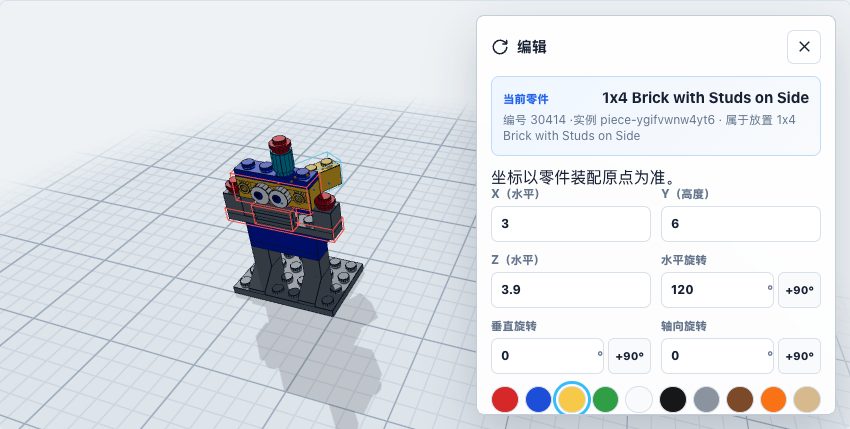 编辑
当前零件 1x4 Brick with Studs on Side
编号 30414 ·实例 piece-ygifvwnw4yt6 · 属于放置 1x4
Brick with Studs on Side
坐标以零件装配原点为准。
X（水平） Y（高度）
3 6
Z（水平） 水平旋转
3.9 120 ° +90°
垂直旋转 轴向旋转
0 ° +90° 0 ° +90°